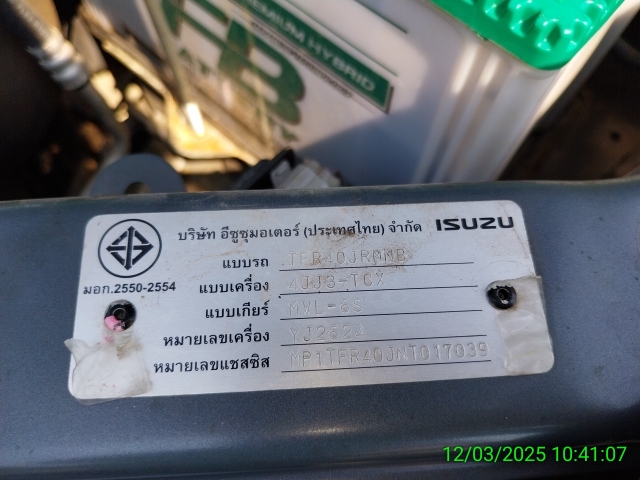 PREMIUM HYBRID
FB
บริษัท อีซูซุมอเตอร์ (ประเทศไทย) จำกัด ISUZU
มอก.2550-2554
แบบรถ
แบบเครื่อง 4JJ3-TCX
แบบเกียร์ MVL-6S
หมายเลขเครื่อง
หมายเลขแชสซิส MP1TFR40JNT017039
12/03/2025 10:41:07